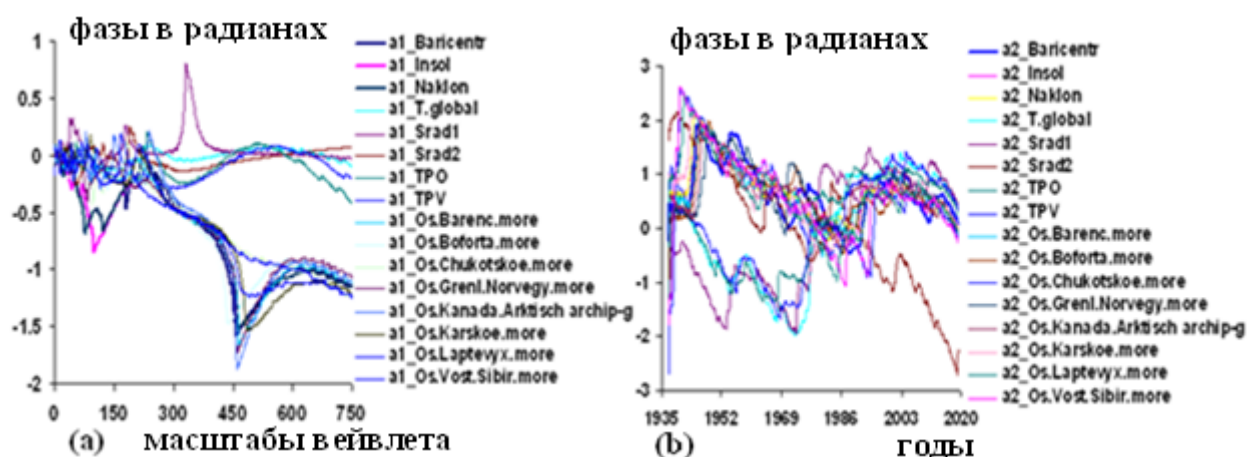 фазы в радианах
1
0.5
0
-0.5
-1
-1.5
-2
0 150 300 450 600 750
a1_Baricentr
a1_Insol
a1_Naklon
a1_T.global
a1_Srad1
a1_Srad2
a1_TPO
a1_TPV
a1_Os.Barenc.more
a1_Os.Boforta.more
a1_Os.Chukotskoe.more
a1_Os.Grenl.Norvegy.more
a1_Os.Kanada.Arktisch archip-g
a1_Os.Karskoe.more
a1_Os.Laptevyx.more
a1_Os.Vost.Sibir.more
(a) масштабы вейвлета
фазы в радианах
3
2
1
0
-1
-2
-3
1935 1952 1969 1986 2003 2020
a2_Baricentr
a2_Insol
a2_Naklon
a2_T.global
a2_Srad1
a2_Srad2
a2_TPO
a2_TPV
a2_Os.Barenc.more
a2_Os.Boforta.more
a2_Os.Chukotskoe.more
a2_Os.Grenl.Norvegy.more
a2_Os.Kanada.Arktisch archip-g
a2_Os.Karskoe.more
a2_Os.Laptevyx.more
a2_Os.Vost.Sibir.more
(b) годы